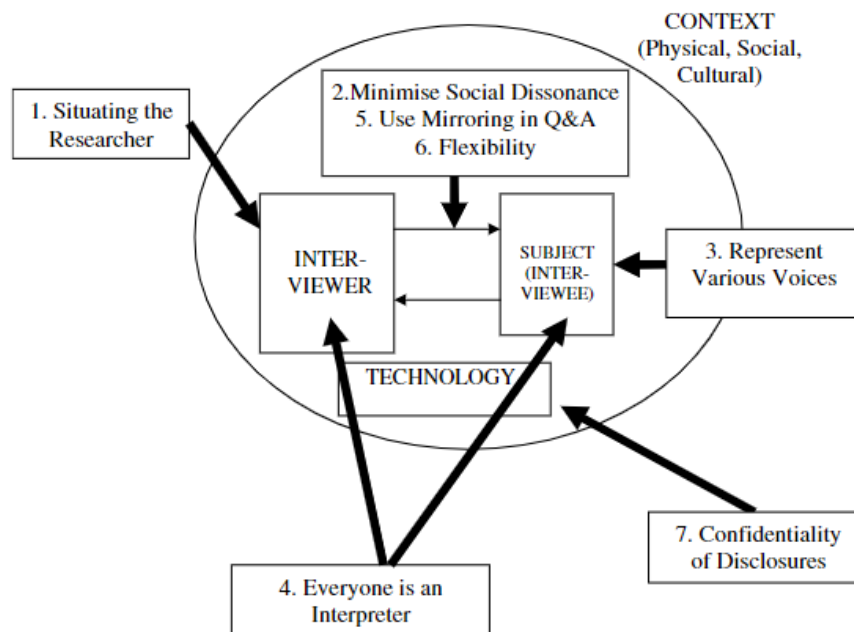 CONTEXT
(Physical, Social,
Cultural)
1. Situating the
Researcher
2.Minimise Social Dissonance
5. Use Mirroring in Q&A
6. Flexibility
INTER-
VIEWER
SUBJECT
(INTER-
VIEWEE)
3. Represent
Various Voices
TECHNOLOGY
7. Confidentiality
of Disclosures
4. Everyone is an
Interpreter